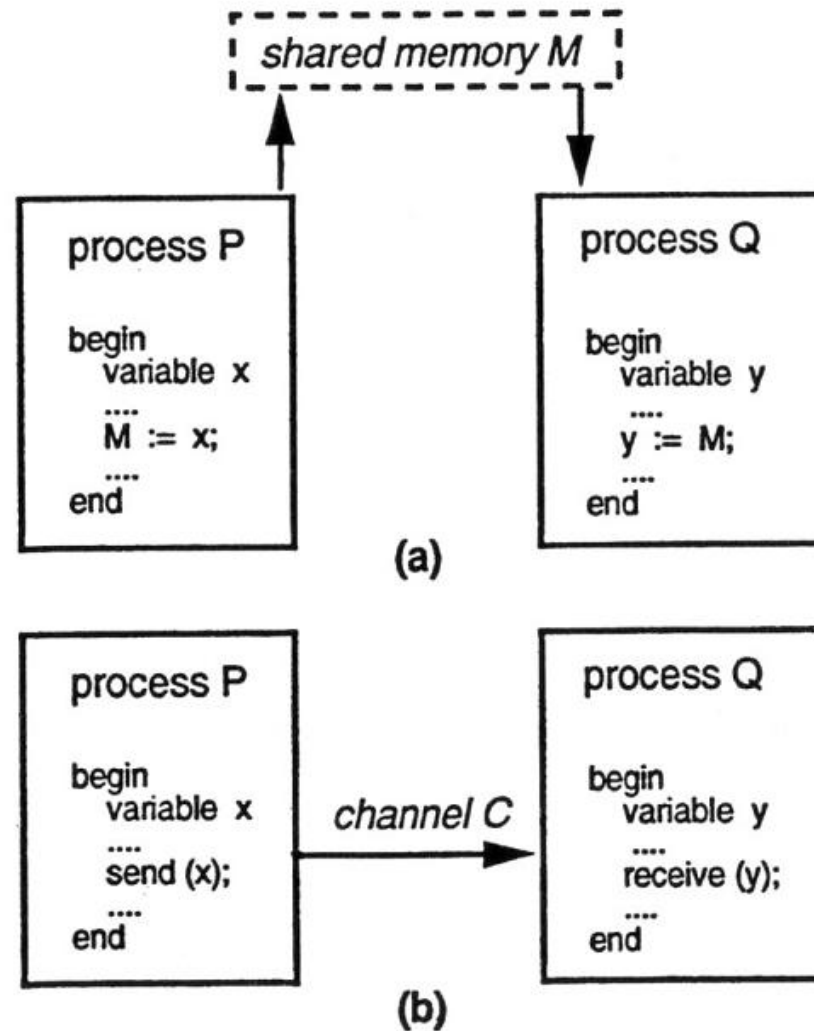 shared memory M
process P
begin
variable x
....
M := x;
....
end
process Q
begin
variable y
....
y := M;
....
end
(a)
process P
begin
variable x
....
send (x);
....
end
channel C
process Q
begin
variable y
....
receive (y);
....
end
(b)